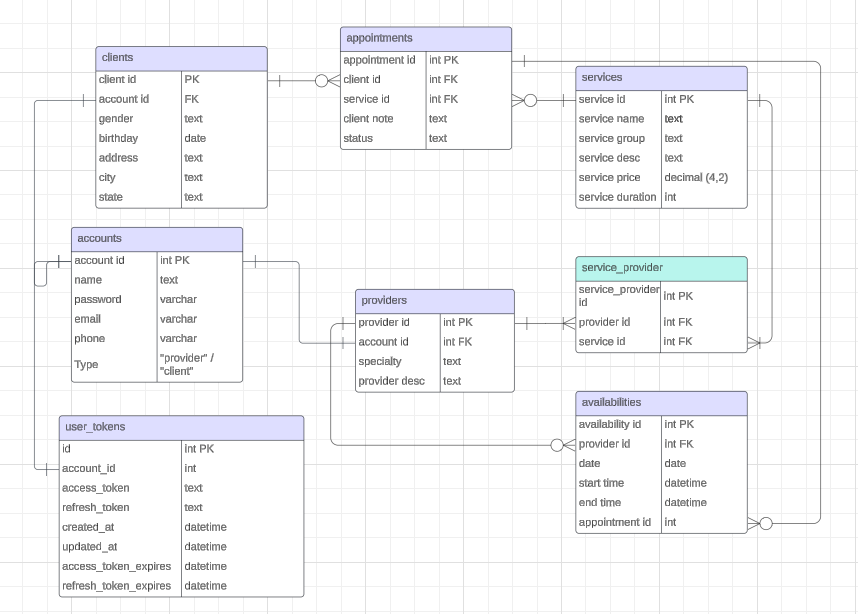 clients
client id PK
account id FK
gender text
birthday date
address text
city text
state text
appointments
appointment id int PK
client id int FK
service id int FK
client note text
status text
services
service id int PK
service name text
service group text
service desc text
service price decimal (4,2)
service duration int
accounts
account id int PK
name text
password varchar
email varchar
phone varchar
Type "provider" /
"client"
providers
provider id int PK
account id int FK
specialty text
provider desc text
service_provider
service_provider
id int PK
provider id int FK
service id int FK
availabilities
availability id int PK
provider id int FK
date date
start time datetime
end time datetime
appointment id int
user_tokens
id int PK
account_id int
access_token text
refresh_token text
created_at datetime
updated_at datetime
access_token_expires datetime
refresh_token_expires datetime